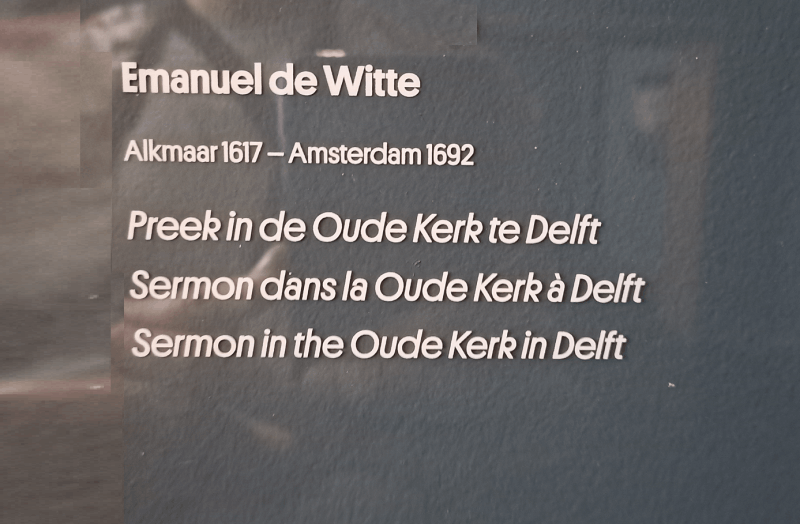 Emanuel de Witte
Alkmaar 1617 – Amsterdam 1692
Preek in de Oude Kerk te Delft
Sermon dans la Oude Kerk à Delft
Sermon in the Oude Kerk in Delft